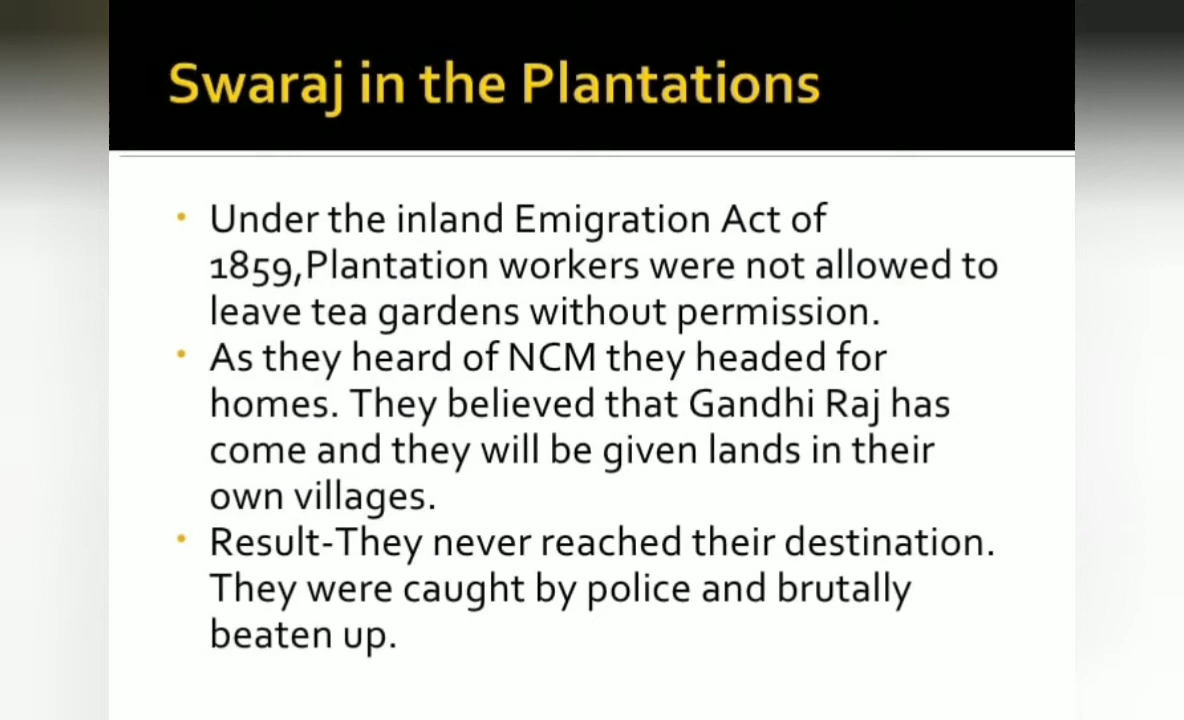 Swaraj in the Plantations
• Under the inland Emigration Act of
1859,Plantation workers were not allowed to
leave tea gardens without permission.
• As they heard of NCM they headed for
homes. They believed that Gandhi Raj has
come and they will be given lands in their
own villages.
• Result-They never reached their destination.
They were caught by police and brutally
beaten up.